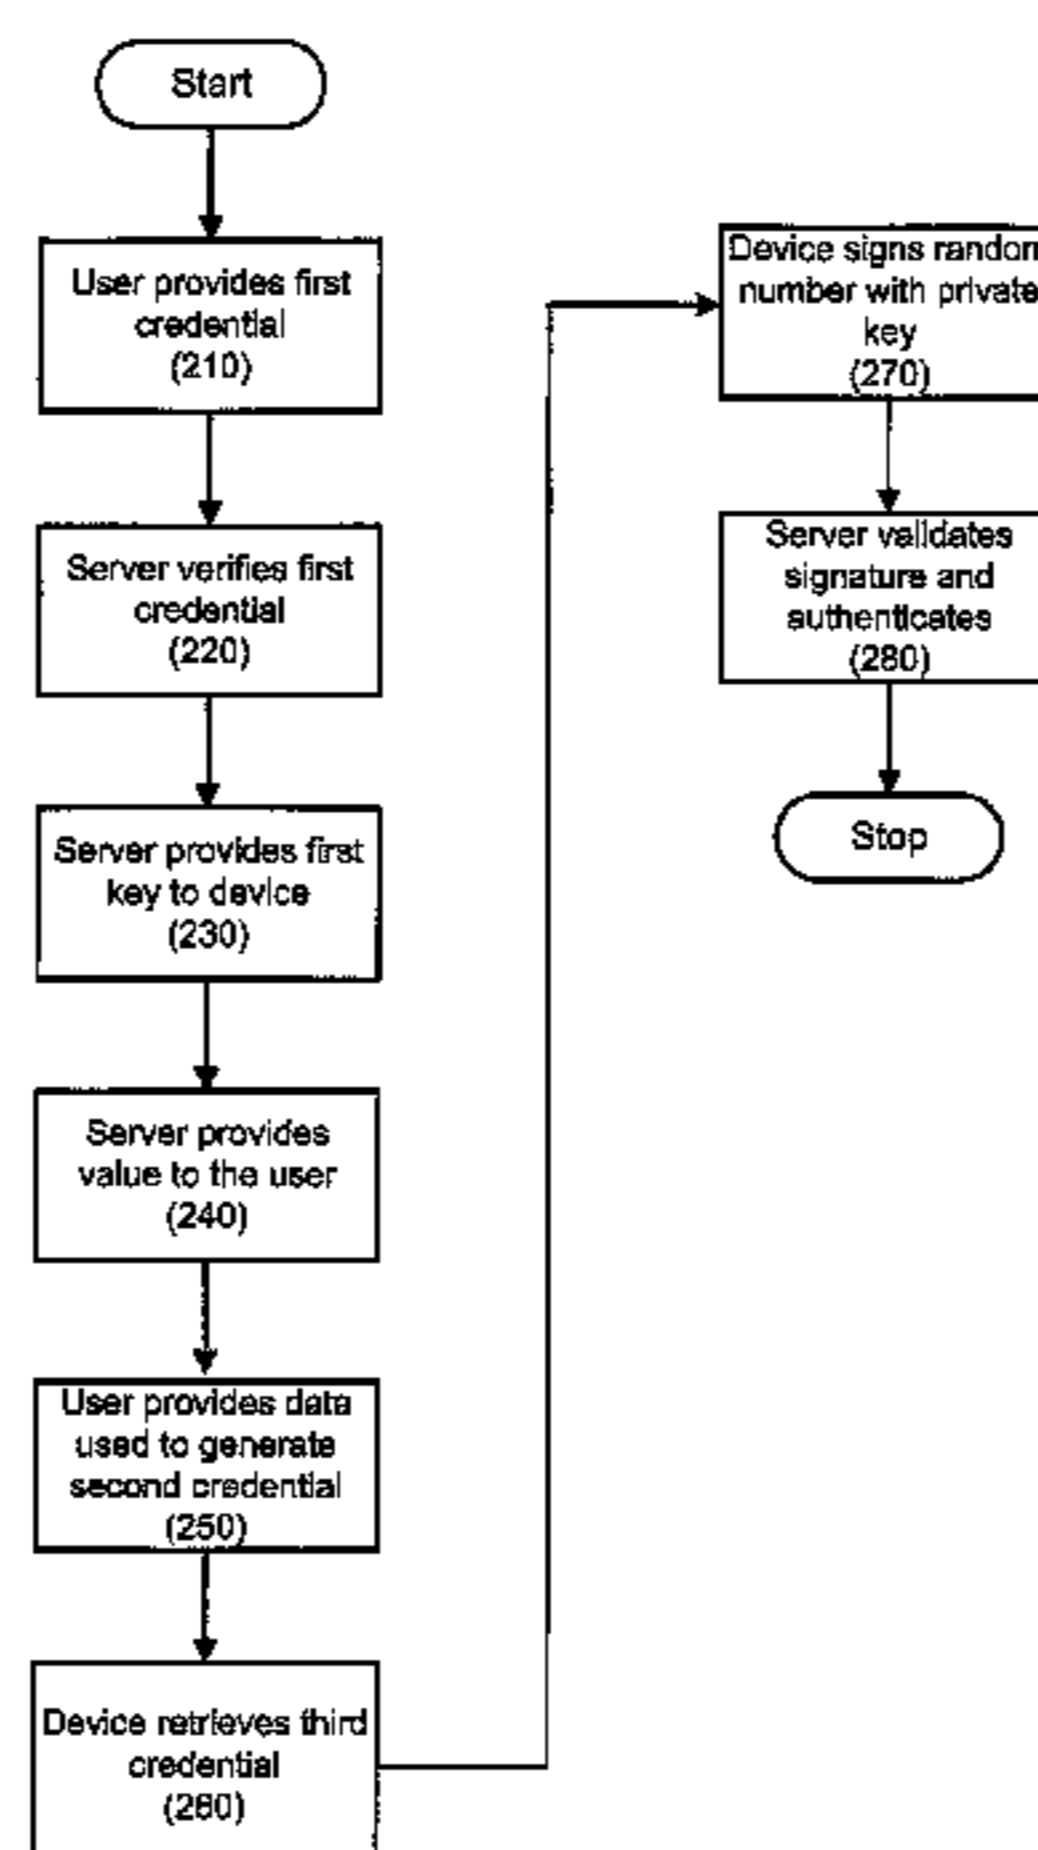 Start
User provides first
credential
(210)
Server verifies first
credential
(220)
Server provides first
key to device
(230)
Server provides
value to the user
(240)
User provides data
used to generate
second credential
(250)
Device retrieves third
credential
(260)
Device signs random
number with private
key
(270)
Server validates
signature and
authenticates
(280)
Stop